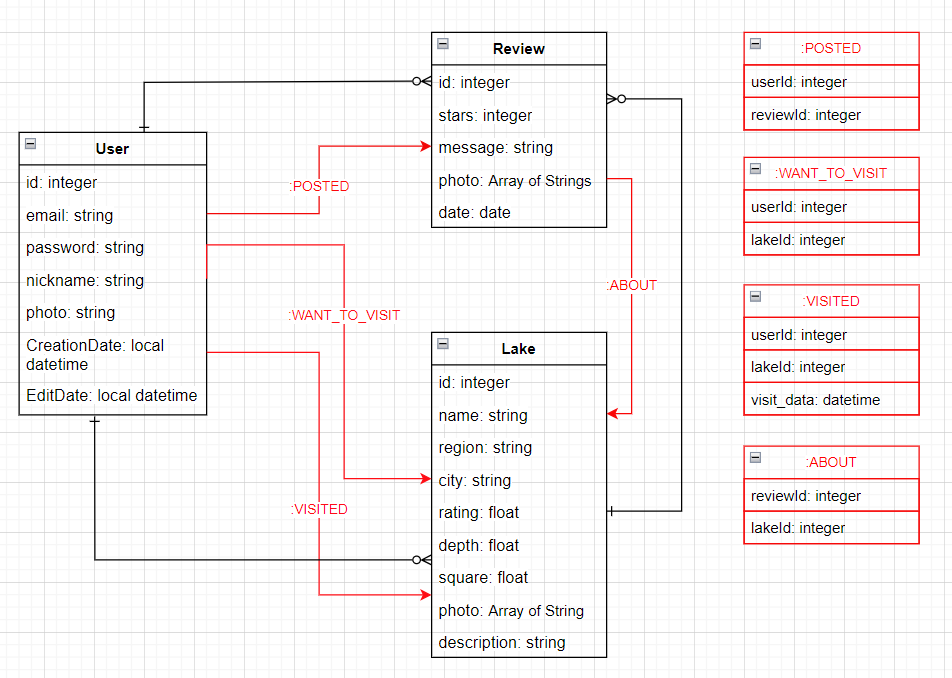 Review
id: integer
stars: integer
message: string
photo: Array of Strings
date: date
User
id: integer
email: string
password: string
nickname: string
photo: string
CreationDate: local
datetime
EditDate: local datetime
:POSTED
:WANT_TO_VISIT
:VISITED
:ABOUT
Lake
id: integer
name: string
region: string
city: string
rating: float
depth: float
square: float
photo: Array of String
description: string
:POSTED
userId: integer
reviewId: integer
:WANT_TO_VISIT
userId: integer
lakeId: integer
:VISITED
userId: integer
lakeId: integer
visit_data: datetime
:ABOUT
reviewId: integer
lakeId: integer